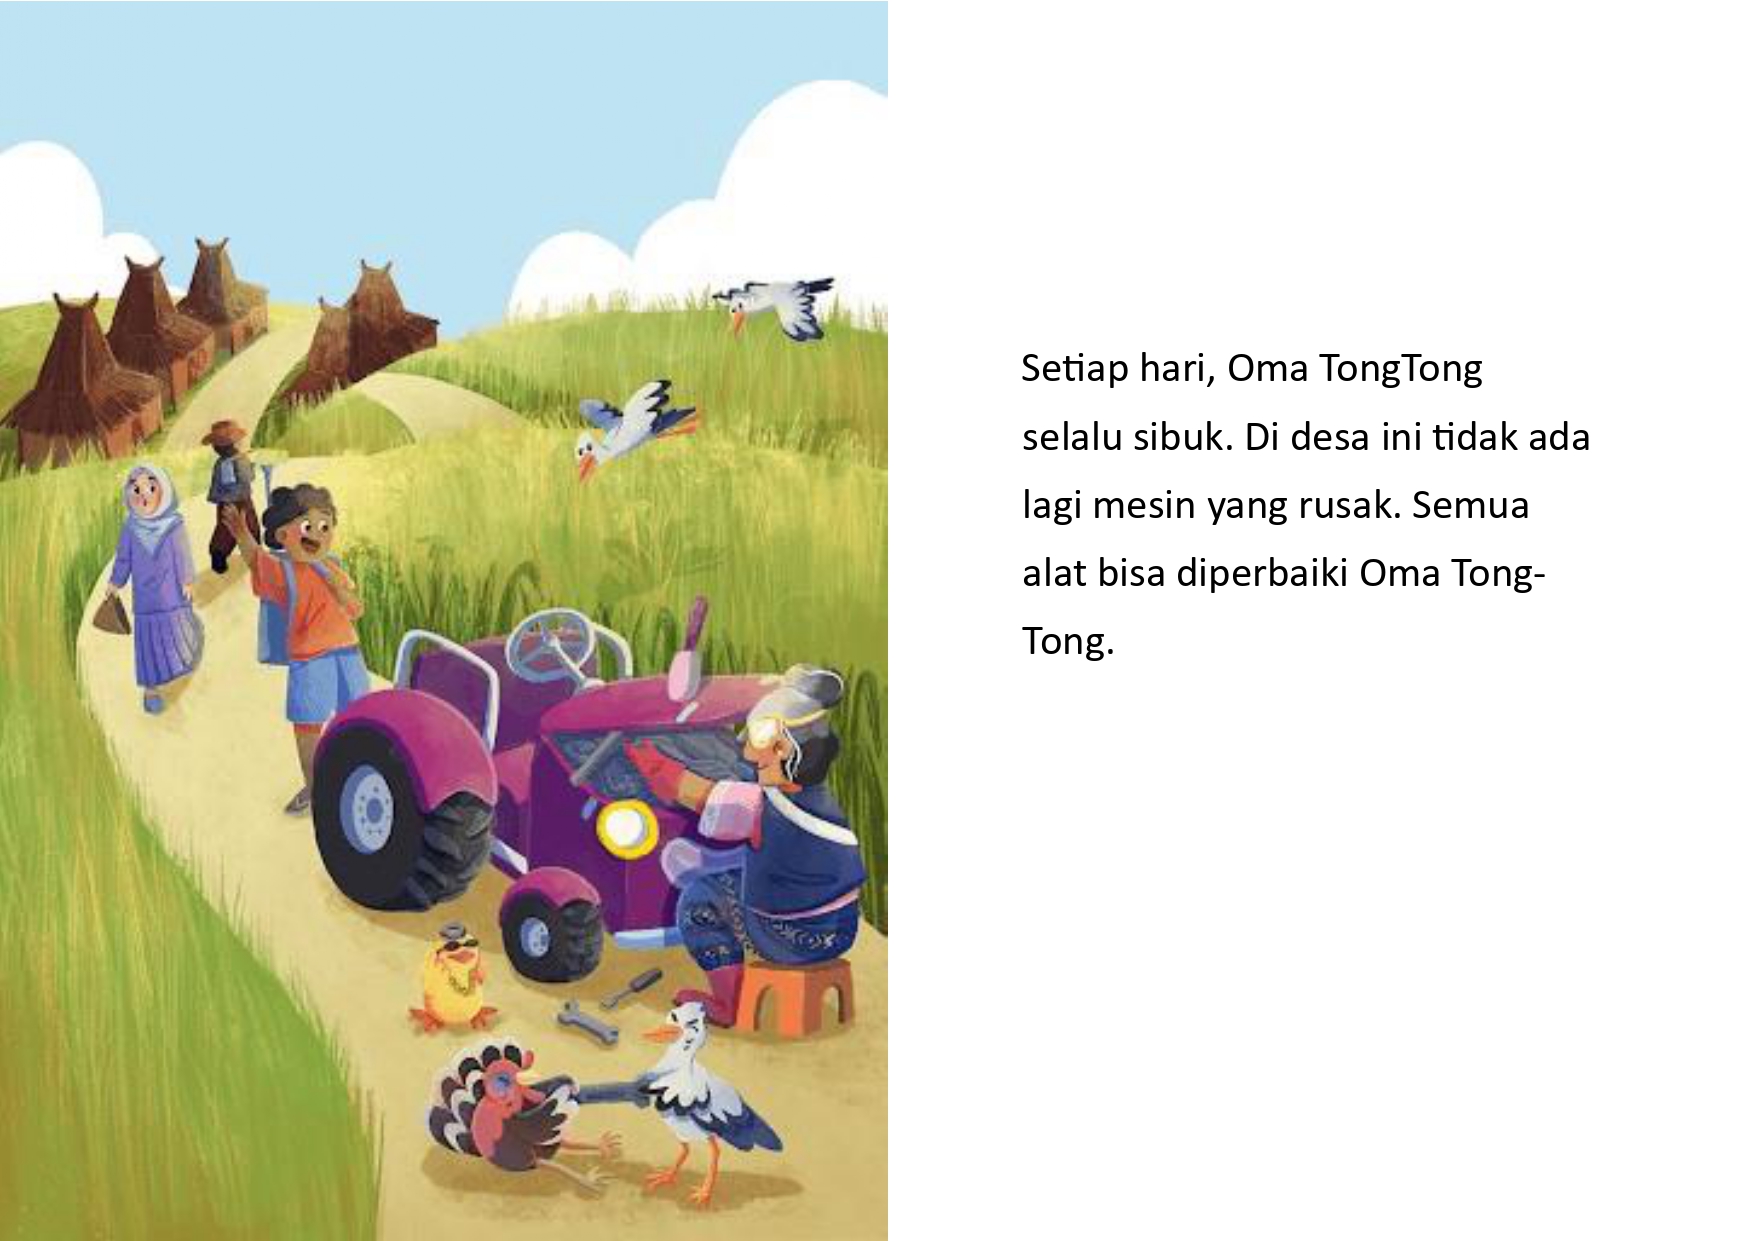 Setiap hari, Oma TongTong
selalu sibuk. Di desa ini tidak ada
lagi mesin yang rusak. Semua
alat bisa diperbaiki Oma Tong-
Tong.